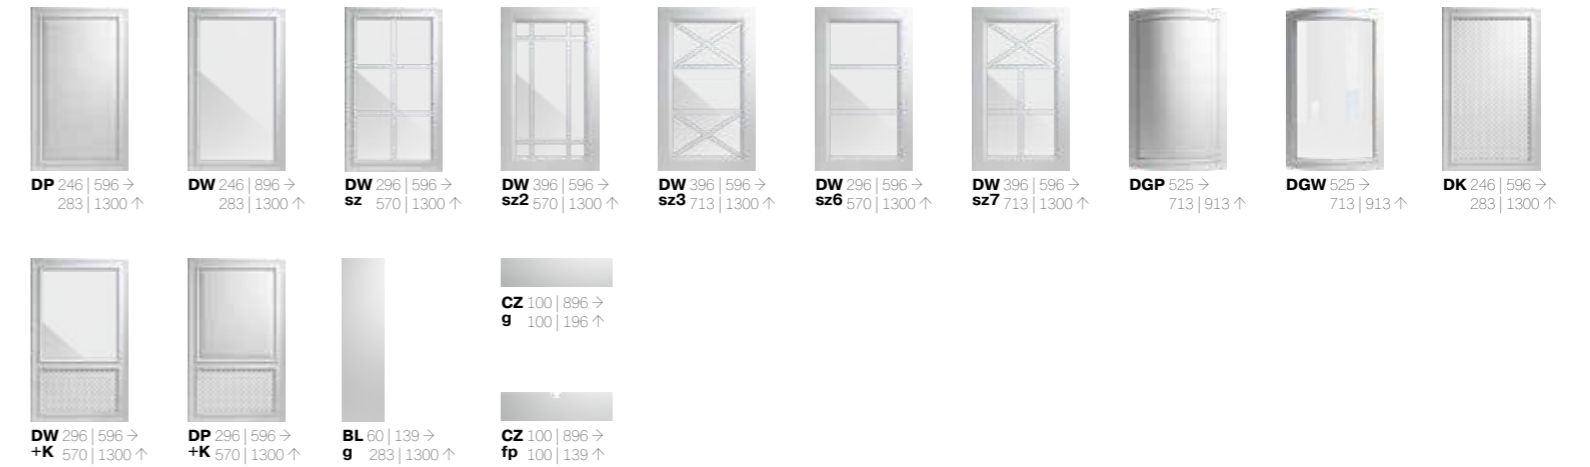 DP 246 | 596 →
283 | 1300 ↑
DW 246 | 896 →
283 | 1300 ↑
DW 296 | 596 →
sz 570 | 1300 ↑
DW 396 | 596 →
sz2 570 | 1300 ↑
DW 396 | 596 →
sz3 713 | 1300 ↑
DW 296 | 596 →
sz6 570 | 1300 ↑
DW 396 | 596 →
sz7 713 | 1300 ↑
DGP 525 →
713 | 913 ↑
DGW 525 →
713 | 913 ↑
DK 246 | 596 →
283 | 1300 ↑
DW 296 | 596 →
+K 570 | 1300 ↑
DP 296 | 596 →
+K 570 | 1300 ↑
BL 60 | 139 →
g 283 | 1300 ↑
CZ 100 | 896 →
g 100 | 196 ↑
CZ 100 | 896 →
fp 100 | 139 ↑